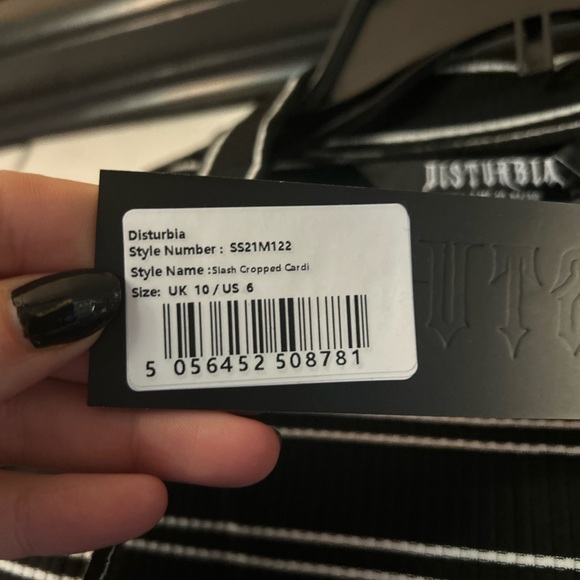 DISTURBIA
Disturbia
Style Number : SS21M122
Style Name :Slash Cropped Cardi
Size: UK 10 / US 6
5 056452 508781